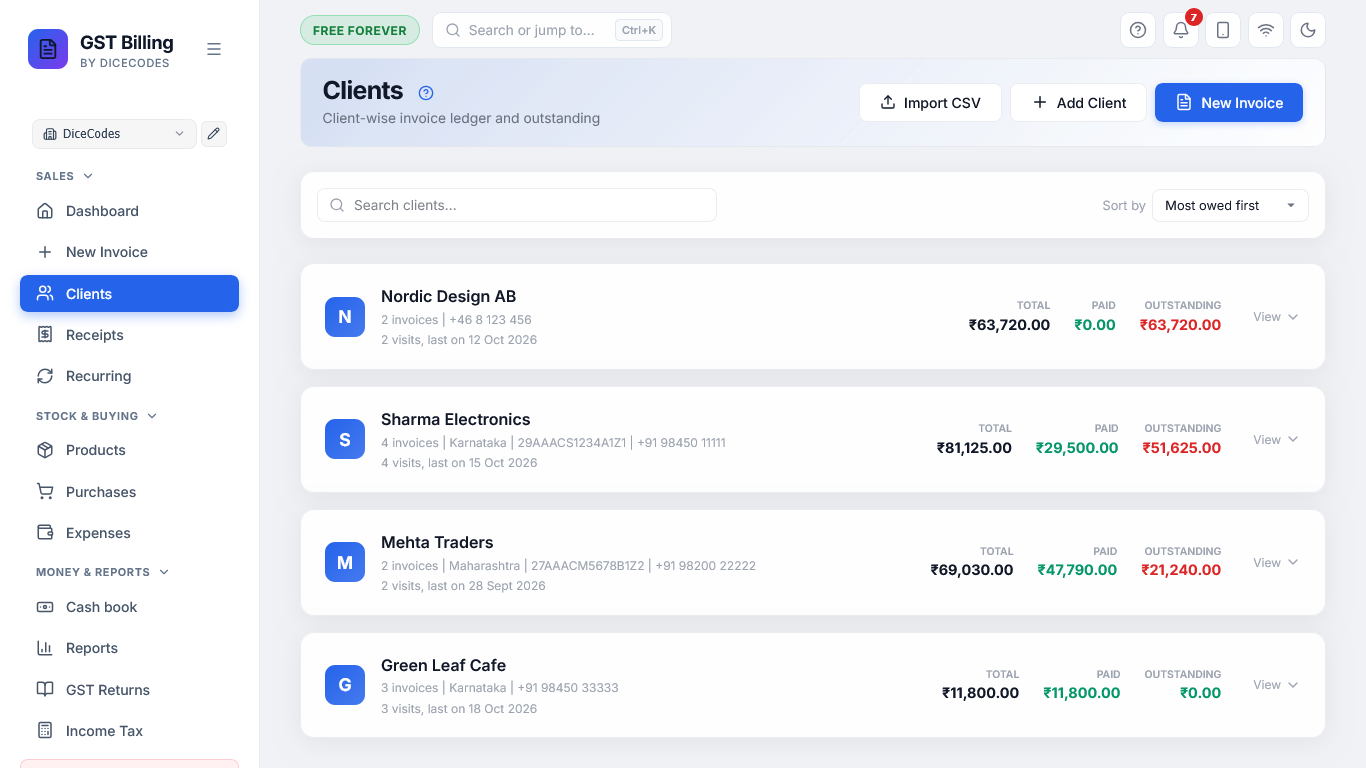 GST Billing
BY DICECODES
DiceCodes
SALES
Dashboard
New Invoice
Clients
Receipts
Recurring
STOCK & BUYING
Products
Purchases
Expenses
MONEY & REPORTS
Cash book
Reports
GST Returns
Income Tax
FREE FOREVER
Search or jump to...
Ctrl+K
7
Clients
Client-wise invoice ledger and outstanding
Import CSV
Add Client
New Invoice
Search clients...
Sort by
Most owed first
N
Nordic Design AB
2 invoices | +46 8 123 456
2 visits, last on 12 Oct 2026
TOTAL PAID OUTSTANDING
₹63,720.00 ₹0.00 ₹63,720.00
View
S
Sharma Electronics
4 invoices | Karnataka | 29AAACS1234A1Z1 | +91 98450 11111
4 visits, last on 15 Oct 2026
TOTAL PAID OUTSTANDING
₹81,125.00 ₹29,500.00 ₹51,625.00
View
M
Mehta Traders
2 invoices | Maharashtra | 27AAACM5678B1Z2 | +91 98200 22222
2 visits, last on 28 Sept 2026
TOTAL PAID OUTSTANDING
₹69,030.00 ₹47,790.00 ₹21,240.00
View
G
Green Leaf Cafe
3 invoices | Karnataka | +91 98450 33333
3 visits, last on 18 Oct 2026
TOTAL PAID OUTSTANDING
₹11,800.00 ₹11,800.00 ₹0.00
View